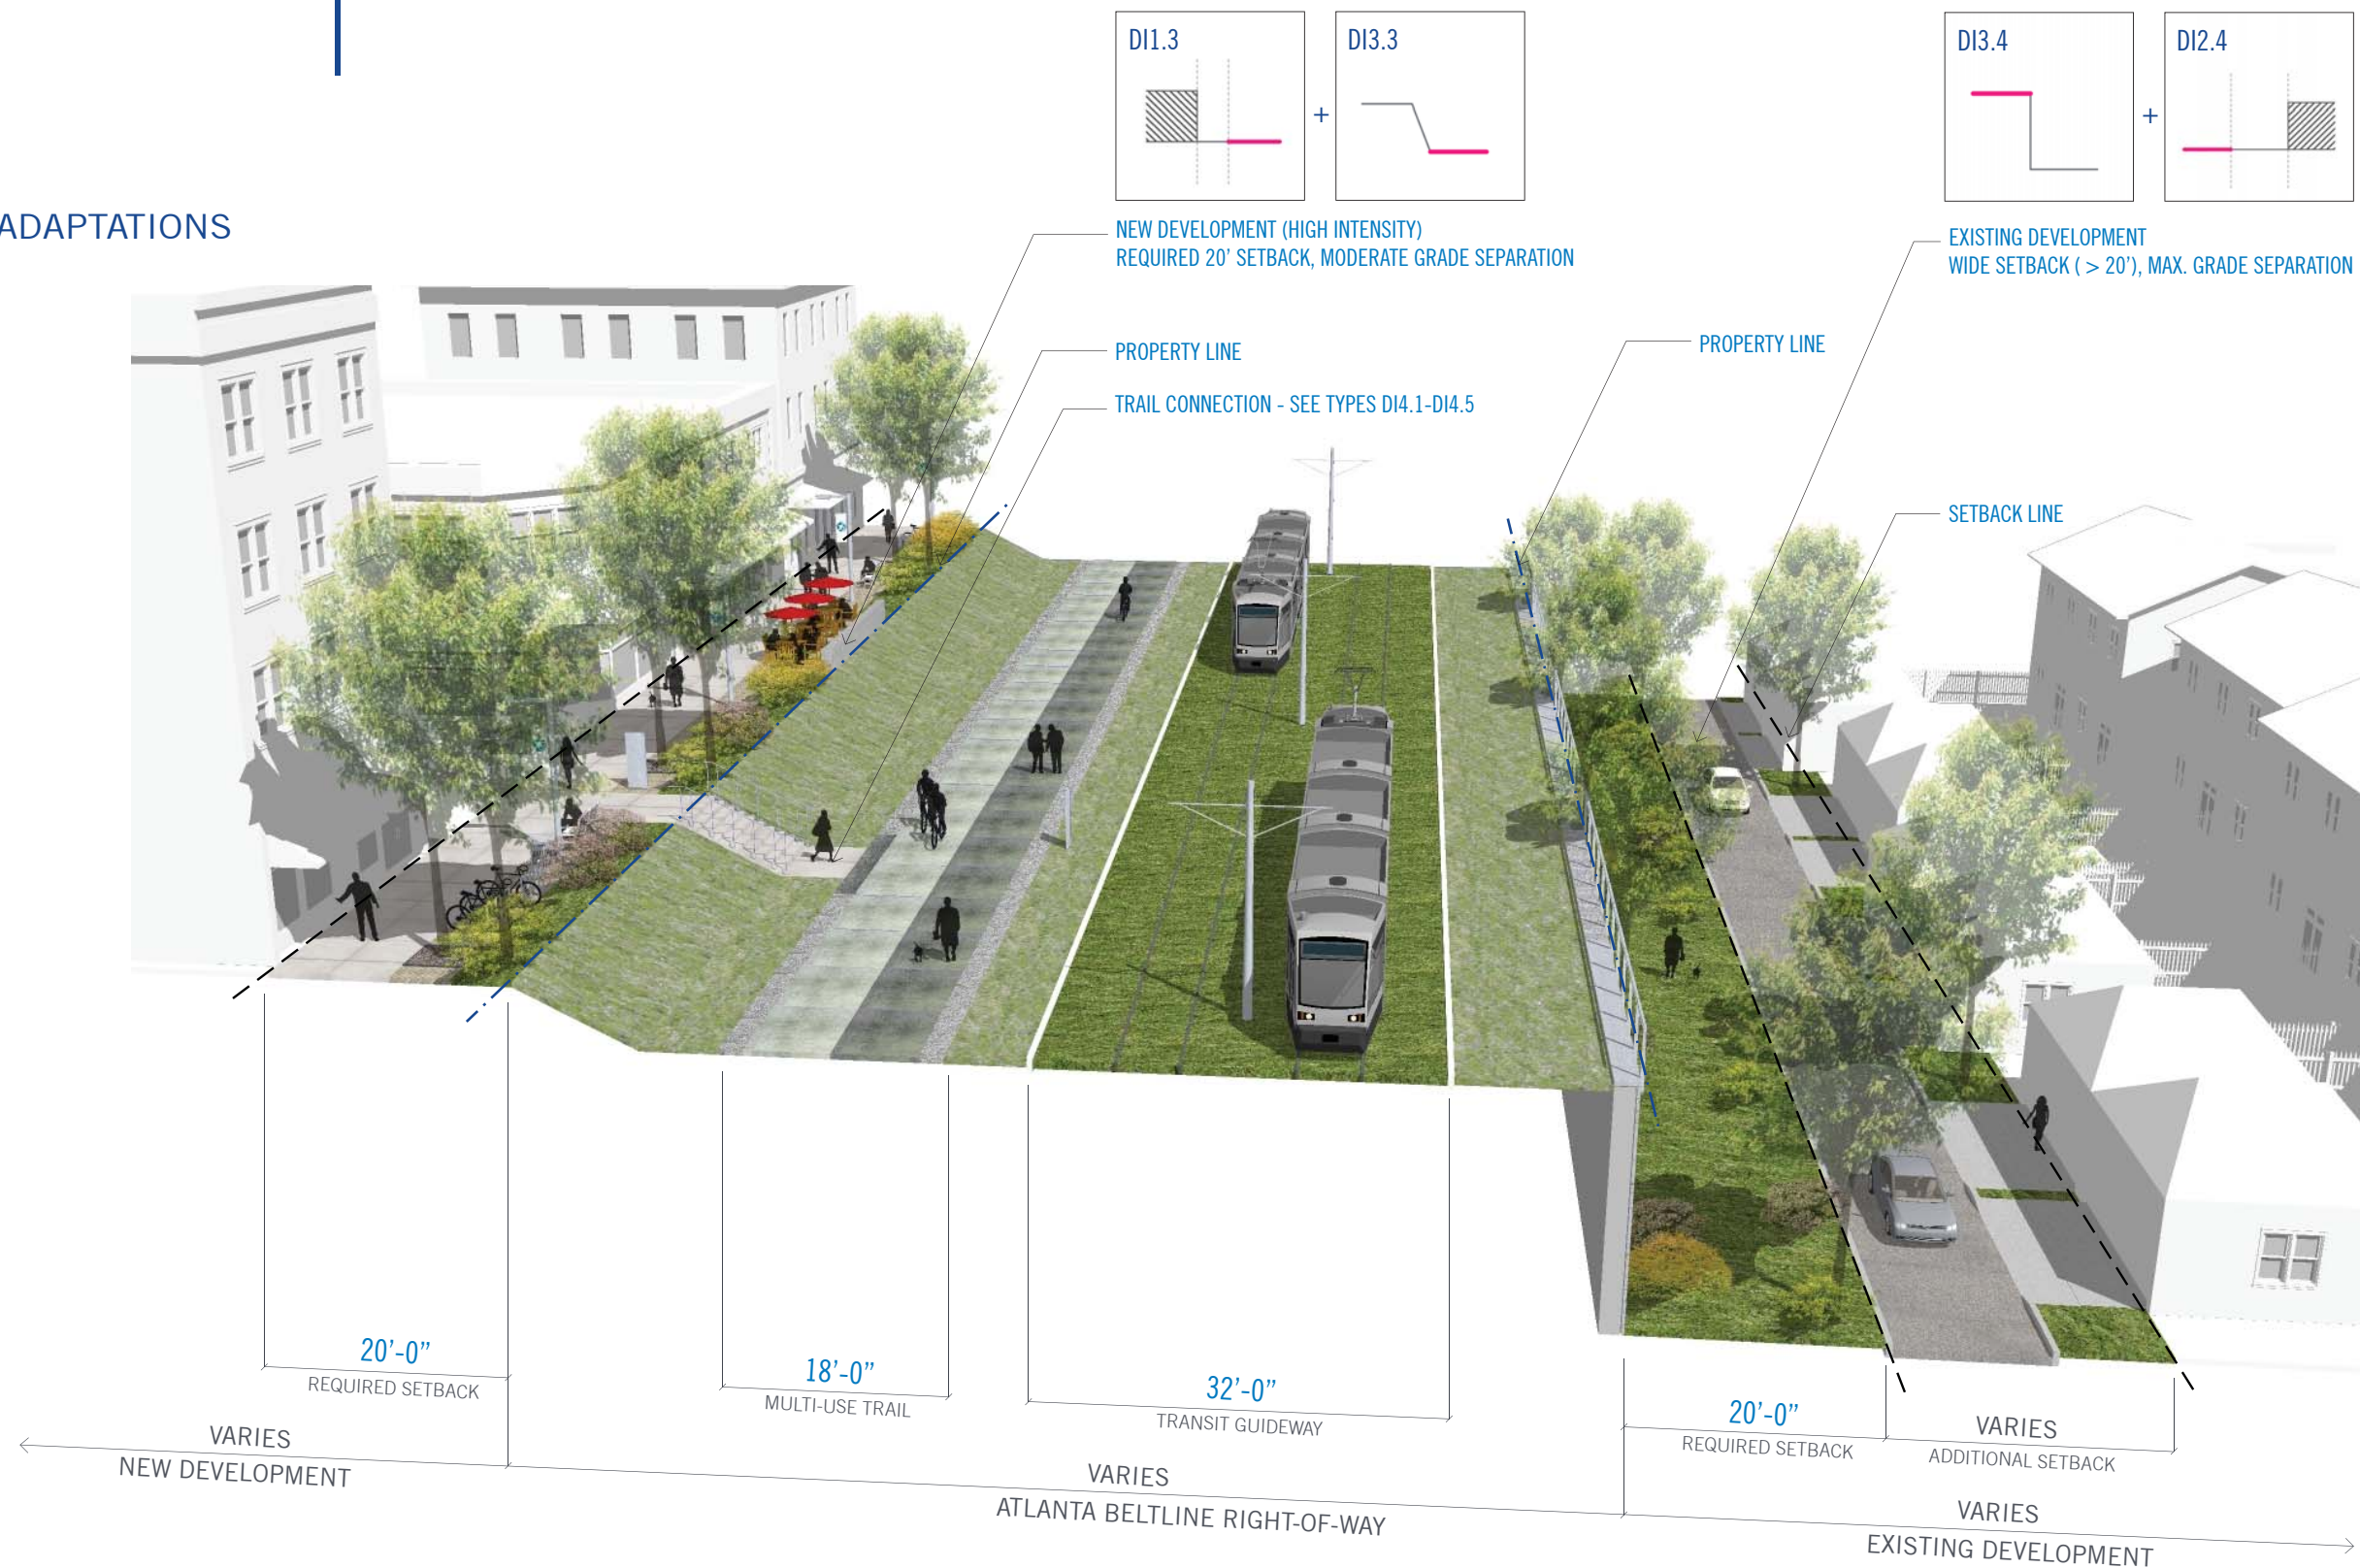 DI1.3
+
DI3.3
DI3.4
+
DI2.4
ADAPTATIONS
NEW DEVELOPMENT (HIGH INTENSITY)
REQUIRED 20' SETBACK, MODERATE GRADE SEPARATION
EXISTING DEVELOPMENT
WIDE SETBACK ( > 20'), MAX. GRADE SEPARATION
PROPERTY LINE
PROPERTY LINE
TRAIL CONNECTION - SEE TYPES DI4.1-DI4.5
SETBACK LINE
20'-0"
REQUIRED SETBACK
18'-0"
MULTI-USE TRAIL
32'-0"
TRANSIT GUIDEWAY
20'-0"
REQUIRED SETBACK
VARIES
ADDITIONAL SETBACK
VARIES
NEW DEVELOPMENT
VARIES
ATLANTA BELTLINE RIGHT-OF-WAY
VARIES
EXISTING DEVELOPMENT